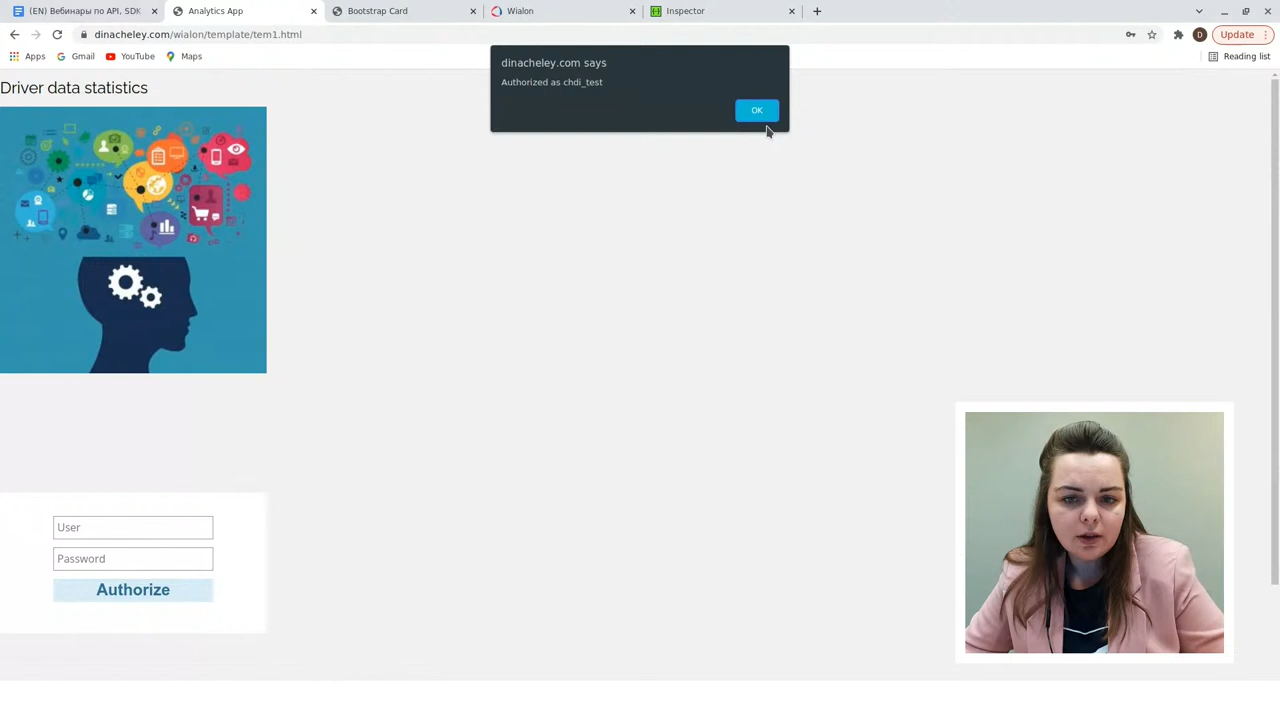 (EN) Вебинары по API, SDK
Analytics App
Bootstrap Card
Wialon
Inspector
dinacheley.com/wialon/template/tem1.html
D
Update
Apps
Gmail
YouTube
Maps
Reading list
dinacheley.com says
Authorized as chdi_test
OK
Driver data statistics
User
Password
Authorize